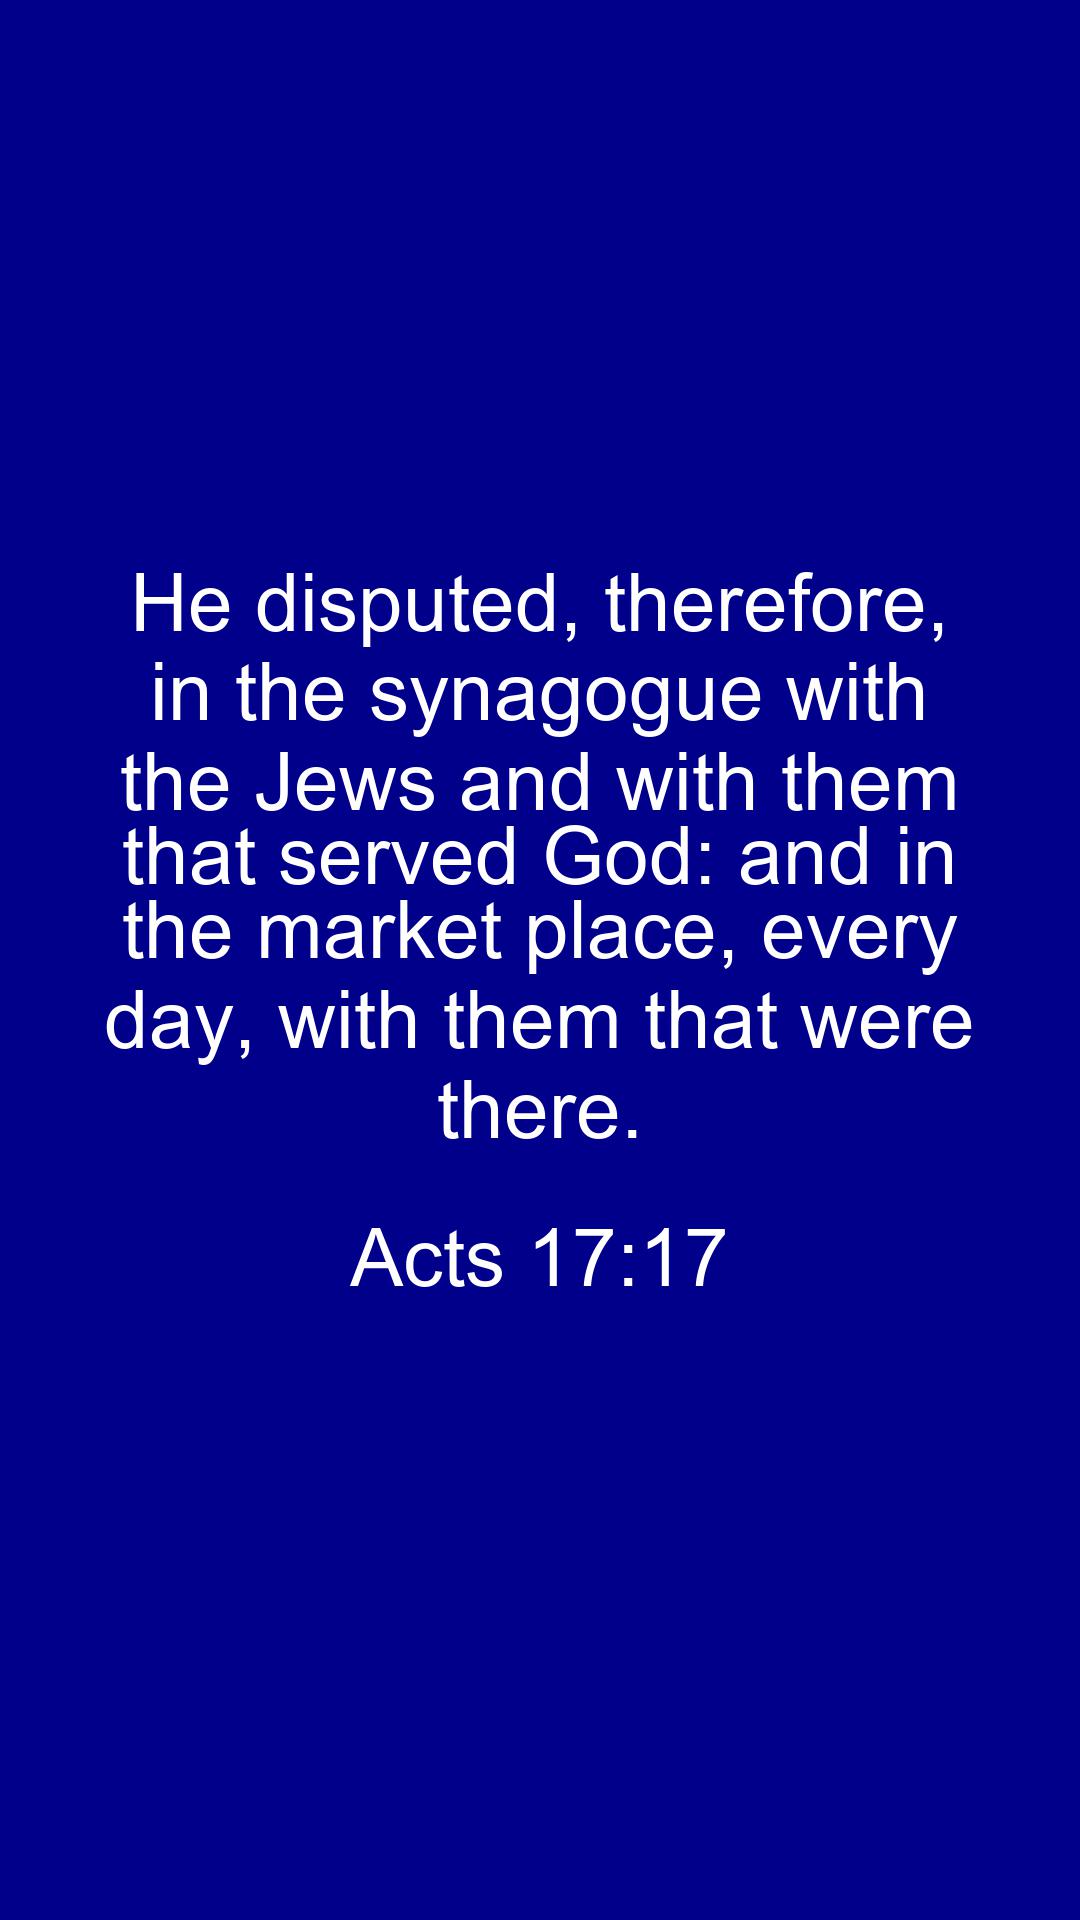 He disputed, therefore,
in the synagogue with
the Jews and with them
that served God: and in
the market place, every
day, with them that were
there.
Acts 17:17